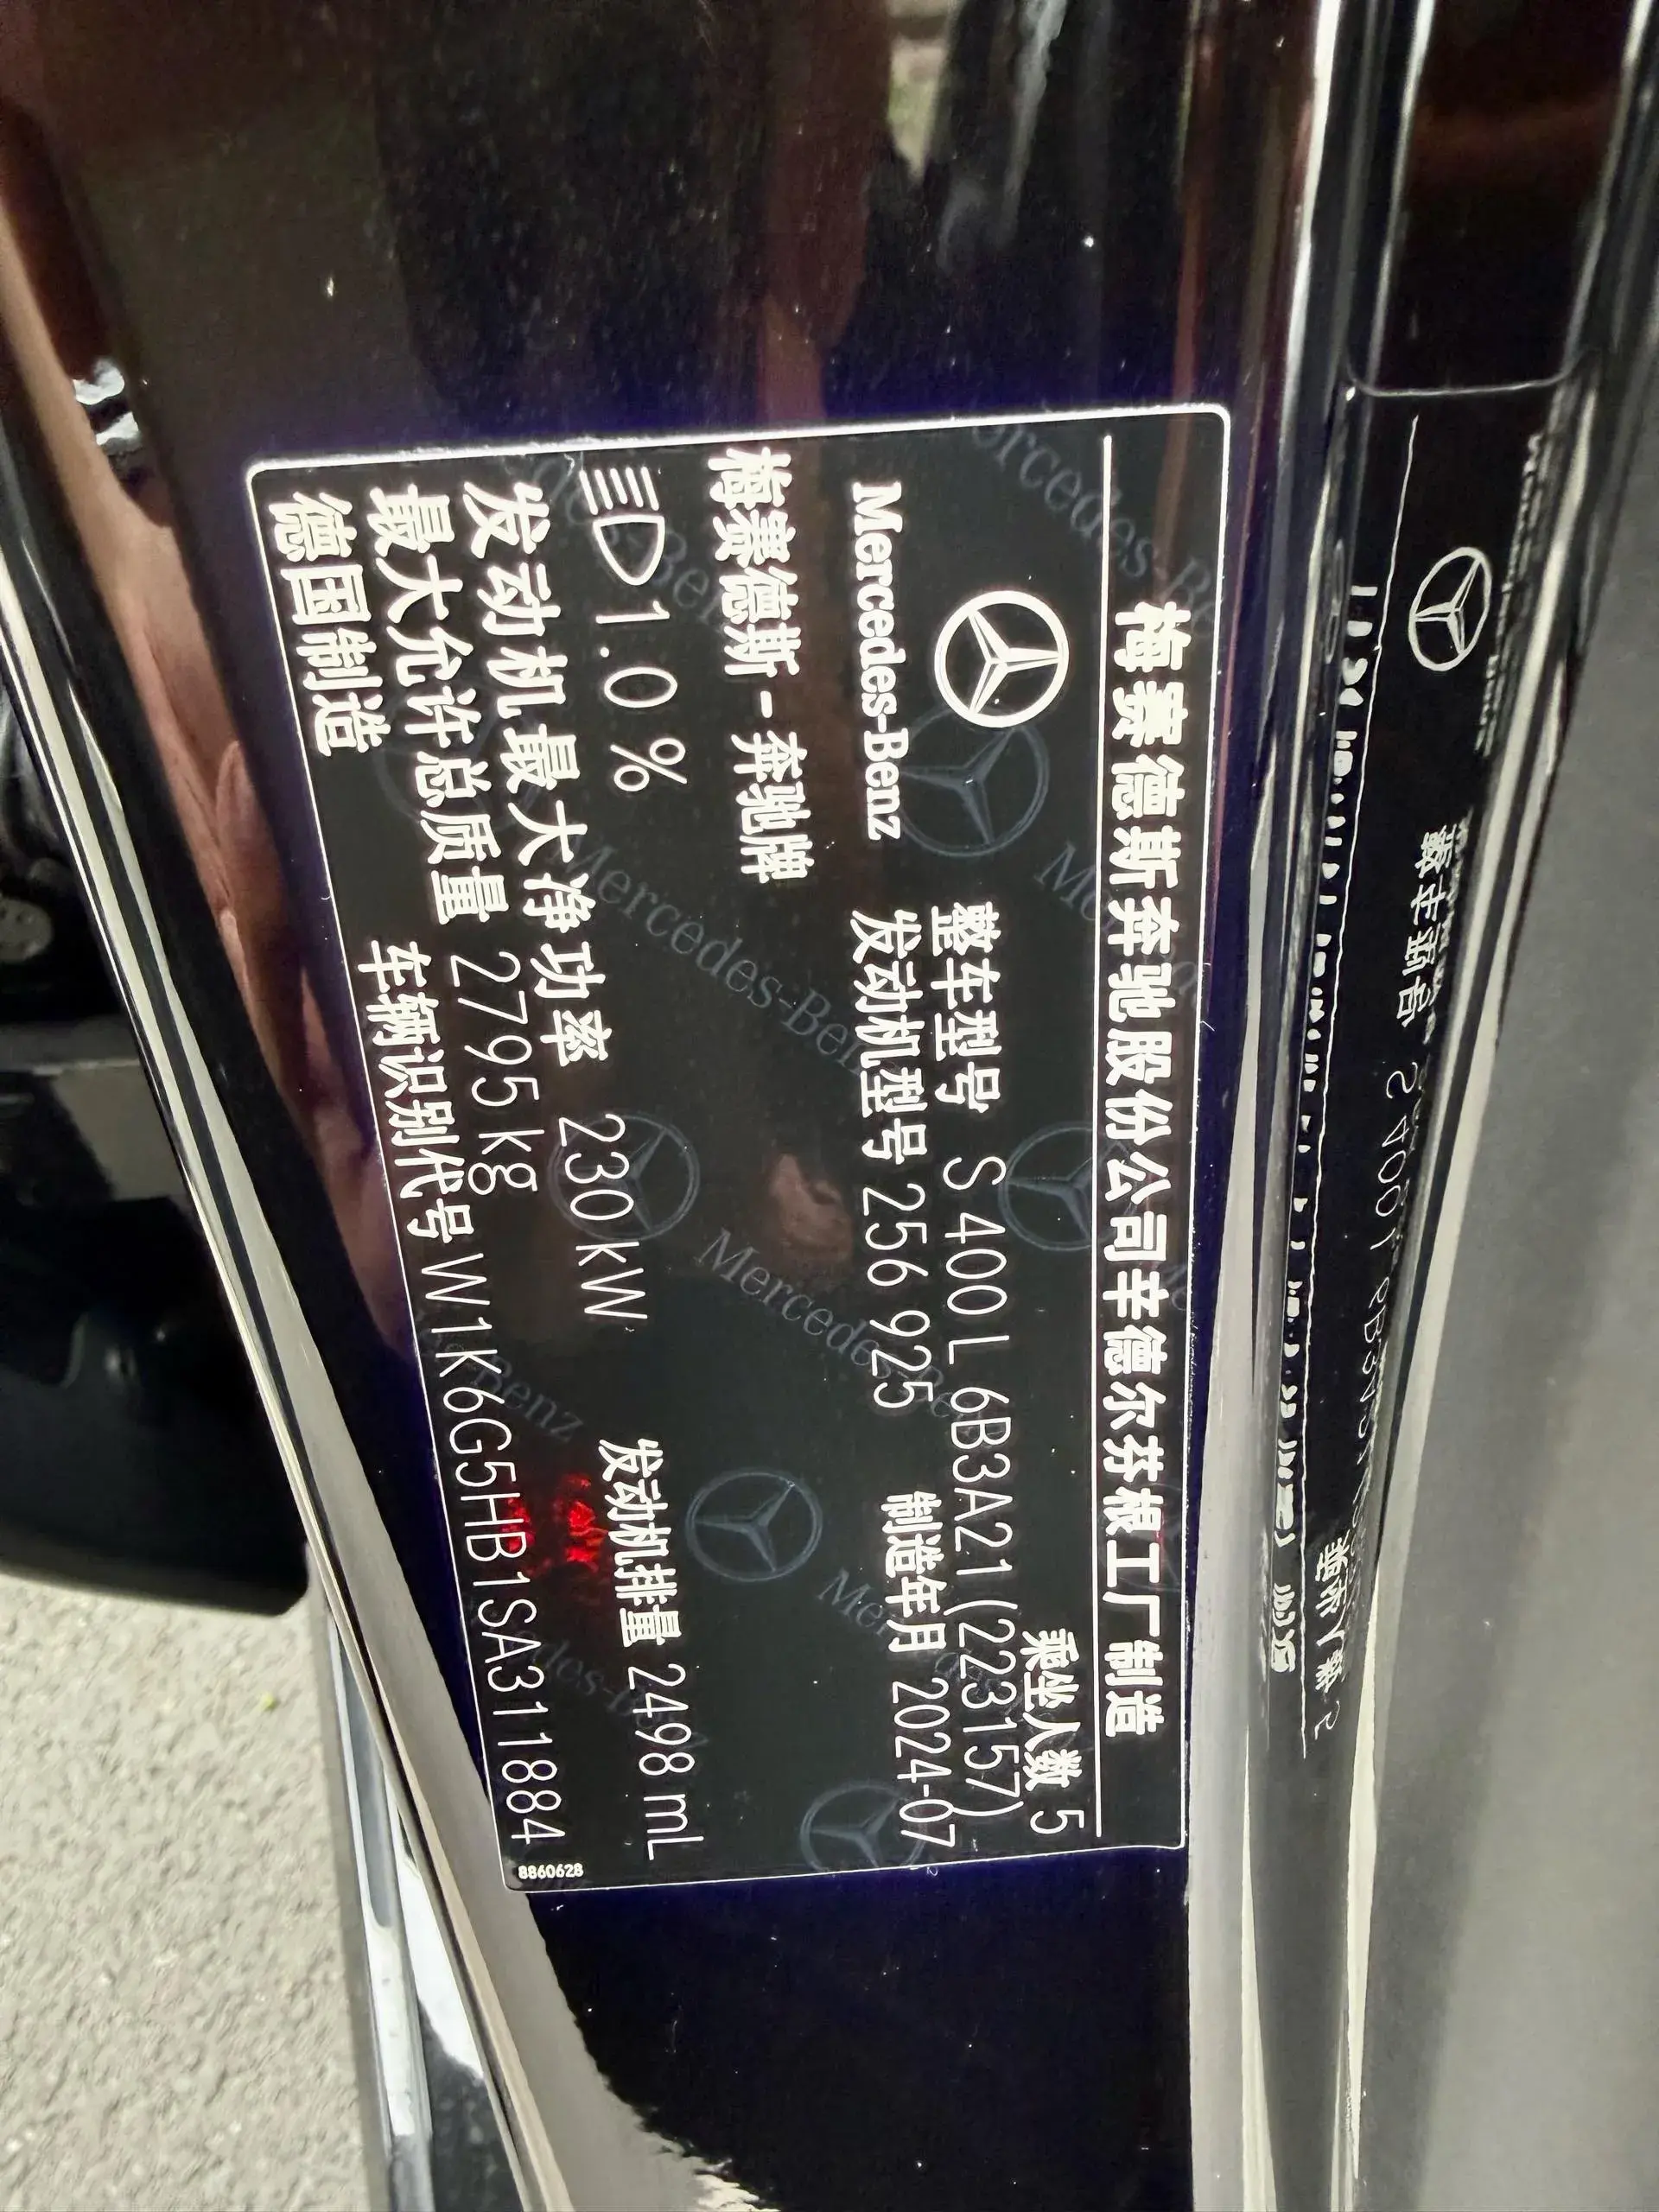 梅赛德斯奔驰股份公司辛德尔芬根工厂制造
乘坐人数 5
整车型号 S 400 L 6B3A21(223157)
Mercedes-Benz
发动机型号 256 925 制造年月 2024-07
梅赛德斯-奔驰牌
1.0 %
发动机排量 2498 mL
发动机最大净功率 230 kW
最大允许总质量 2795 kg
车辆识别代号 W1K6G5HB1SA311884
德国制造
8860628